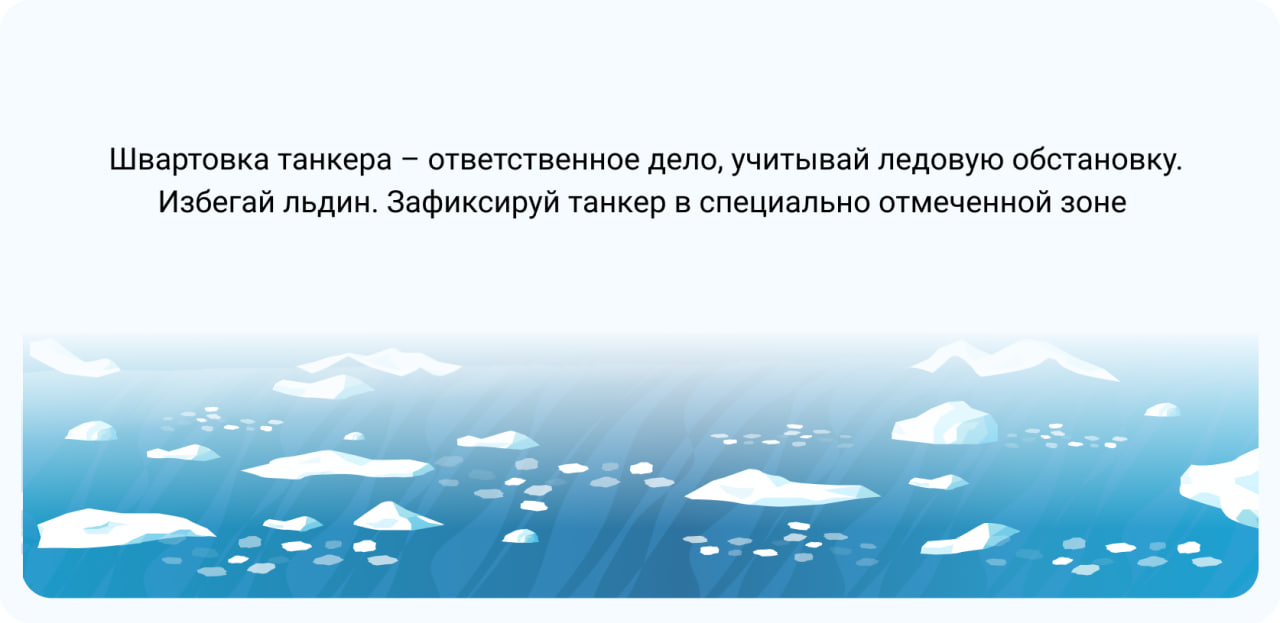 Швартовка танкера – ответственное дело, учитывай ледовую обстановку.
Избегай льдин. Зафиксируй танкер в специально отмеченной зоне